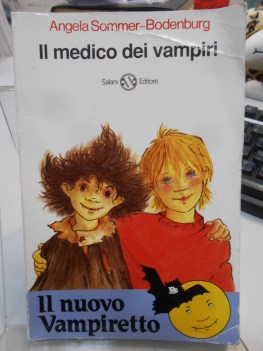 Angela Sommer-Bodenburg
Il medico dei vampiri
Salani Editore
Il nuovo
Vampiretto